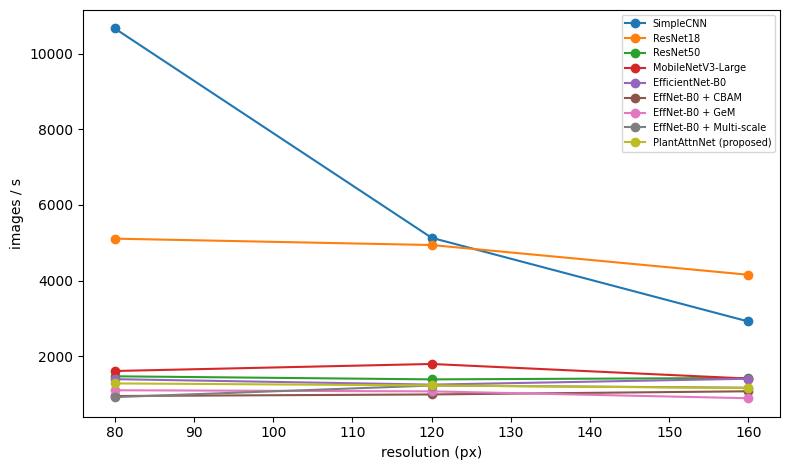 SimpleCNN
ResNet18
ResNet50
MobileNetV3-Large
EfficientNet-B0
EffNet-B0 + CBAM
EffNet-B0 + GeM
EffNet-B0 + Multi-scale
PlantAttnNet (proposed)
images / s
10000
8000
6000
4000
2000
80 90 100 110 120 130 140 150 160
resolution (px)